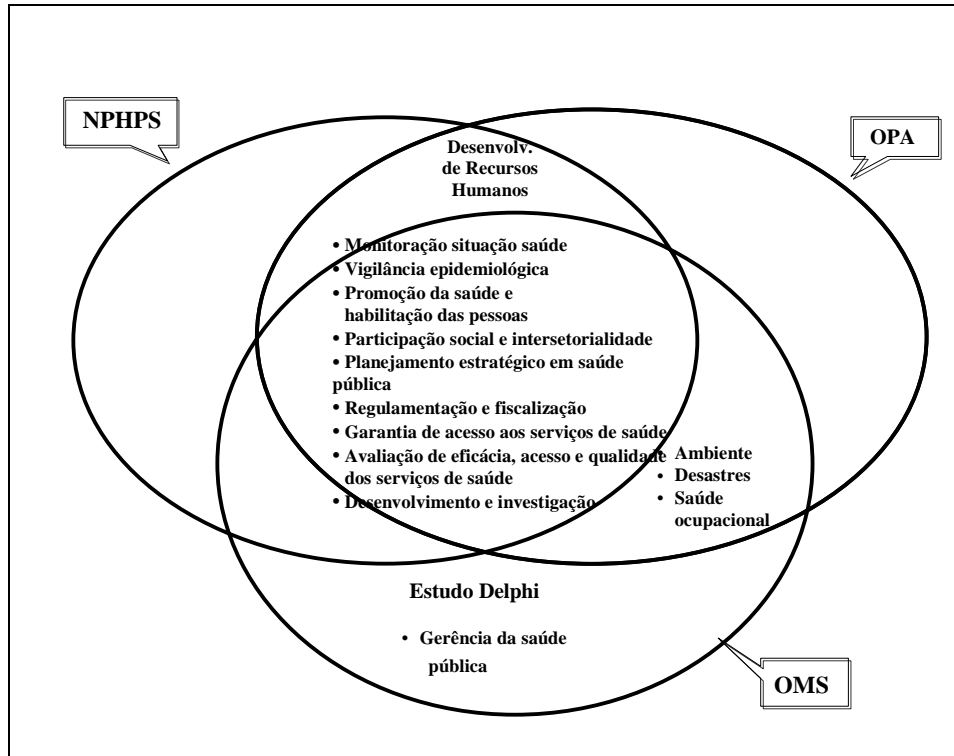 NPHPS
OPA
Desenvolv.
de Recursos
Humanos
• Monitoração situação saúde
• Vigilância epidemiológica
• Promoção da saúde e
habilitação das pessoas
• Participação social e intersetorialidade
• Planejamento estratégico em saúde
pública
• Regulamentação e fiscalização
• Garantia de acesso aos serviços de saúde
• Avaliação de eficácia, acesso e qualidade
dos serviços de saúde
• Desenvolvimento e investigação
• Ambiente
• Desastres
• Saúde
ocupacional
Estudo Delphi
• Gerência da saúde
pública
OMS